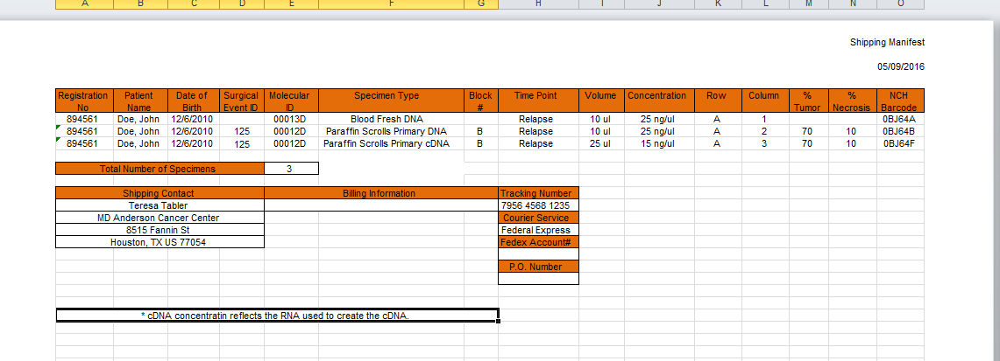 A B C D E F G H I J K L M N O
Shipping Manifest
05/09/2016
Registration No Patient Name Date of Birth Surgical Event ID Molecular ID Specimen Type Block # Time Point Volume Concentration Row Column % Tumor % Necrosis NCH Barcode
894561 Doe, John 12/6/2010 00013D Blood Fresh DNA Relapse 10 ul 25 ng/ul A 1 0BJ64A
894561 Doe, John 12/6/2010 125 00012D Paraffin Scrolls Primary DNA B Relapse 10 ul 25 ng/ul A 2 70 10 0BJ64B
894561 Doe, John 12/6/2010 125 00012D Paraffin Scrolls Primary cDNA B Relapse 25 ul 15 ng/ul A 3 70 10 0BJ64F
Total Number of Specimens 3
Shipping Contact Billing Information Tracking Number
Teresa Tabler 7956 4568 1235
MD Anderson Cancer Center Courier Service
8515 Fannin St Federal Express
Houston, TX US 77054 Fedex Account#
P.O. Number
* cDNA concentratin reflects the RNA used to create the cDNA.